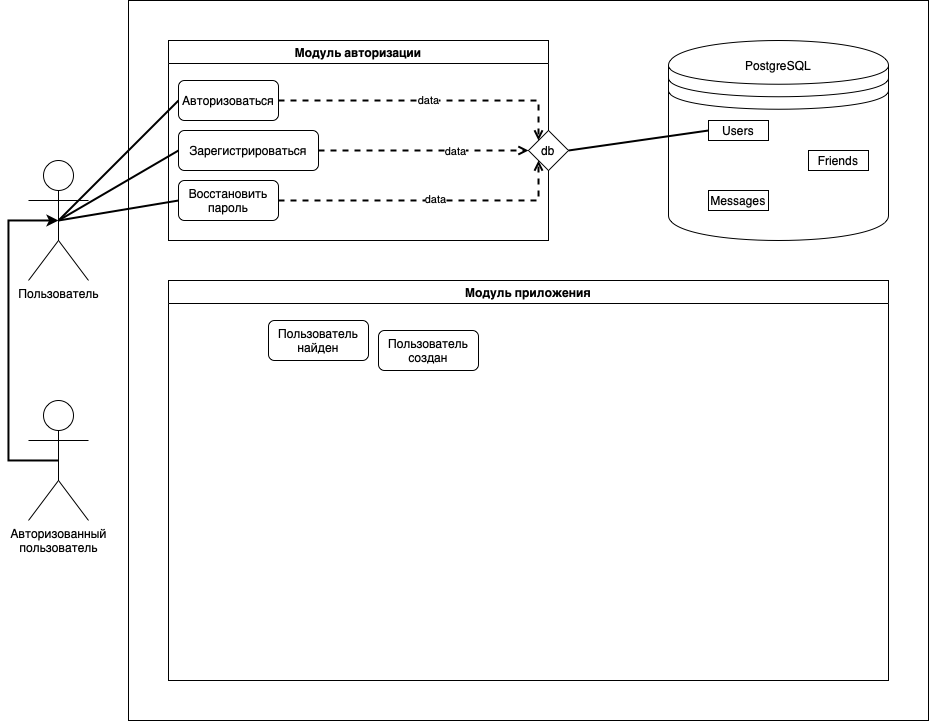 Модуль авторизации
PostgreSQL
Авторизоваться
data
Users
Зарегистрироваться
data
db
Friends
Восстановить
пароль
data
Messages
Пользователь
Модуль приложения
Пользователь
найден
Пользователь
создан
Авторизованный
пользователь